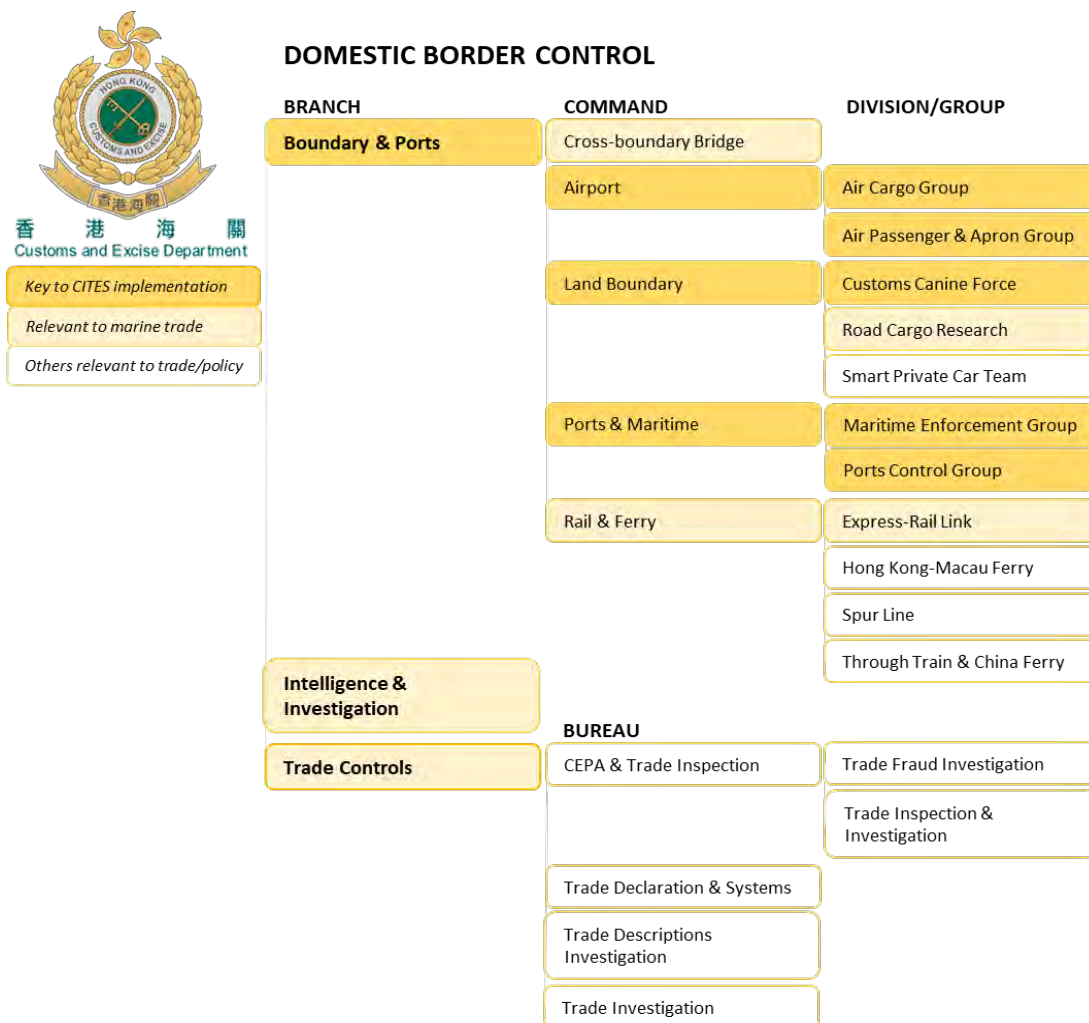 DOMESTIC BORDER CONTROL
HONG KONG
CUSTOMS AND EXCISE
香港海關
香 港 海 關
Customs and Excise Department
Key to CITES implementation
Relevant to marine trade
Others relevant to trade/policy
BRANCH
COMMAND
DIVISION/GROUP
Boundary & Ports
Cross-boundary Bridge
Airport
Air Cargo Group
Air Passenger & Apron Group
Land Boundary
Customs Canine Force
Road Cargo Research
Smart Private Car Team
Ports & Maritime
Maritime Enforcement Group
Ports Control Group
Rail & Ferry
Express-Rail Link
Hong Kong-Macau Ferry
Spur Line
Through Train & China Ferry
Intelligence &
Investigation
BUREAU
Trade Controls
CEPA & Trade Inspection
Trade Fraud Investigation
Trade Inspection &
Investigation
Trade Declaration & Systems
Trade Descriptions
Investigation
Trade Investigation